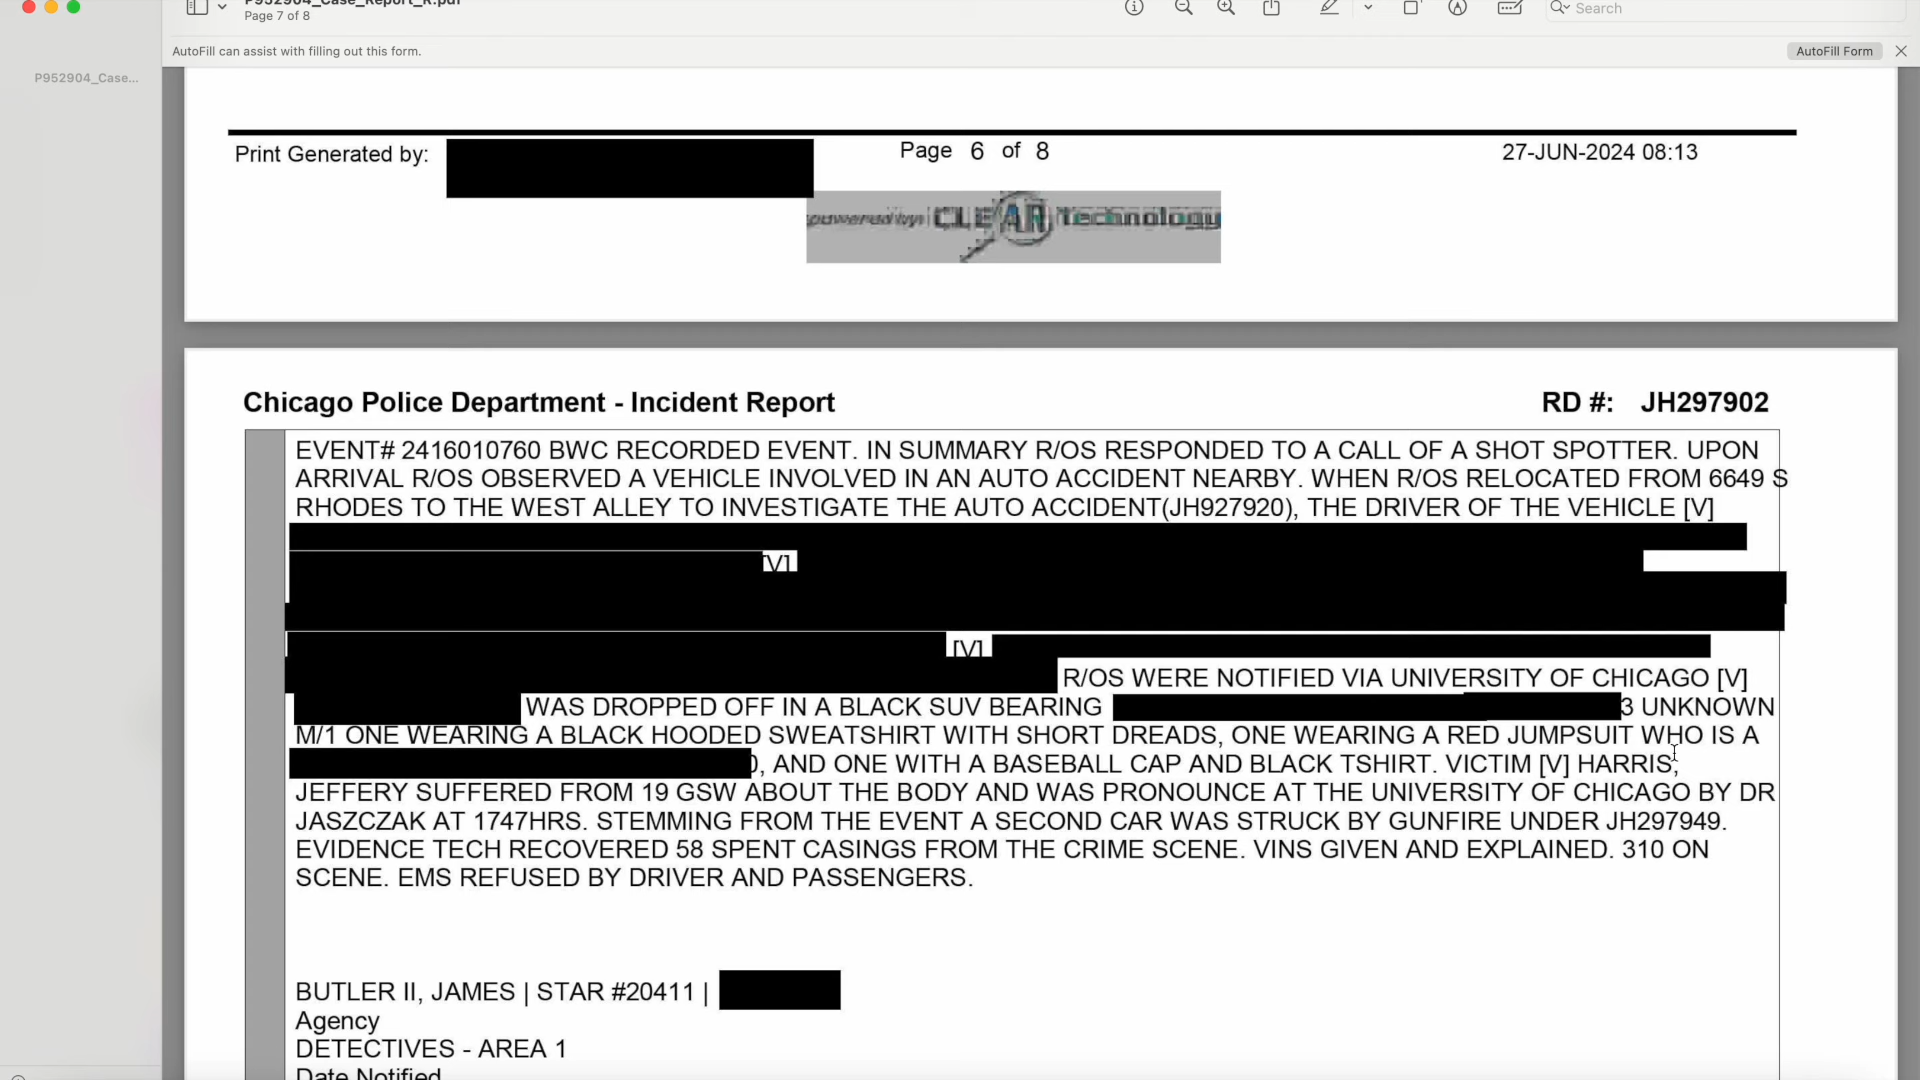 Page 7 of 8
Search
AutoFill can assist with filling out this form.
AutoFill Form
P952904_Case...
Print Generated by:
Page 6 of 8
27-JUN-2024 08:13
powered by: CLEAR Technology
Chicago Police Department - Incident Report
RD #: JH297902
EVENT# 2416010760 BWC RECORDED EVENT. IN SUMMARY R/OS RESPONDED TO A CALL OF A SHOT SPOTTER. UPON
ARRIVAL R/OS OBSERVED A VEHICLE INVOLVED IN AN AUTO ACCIDENT NEARBY. WHEN R/OS RELOCATED FROM 6649 S
RHODES TO THE WEST ALLEY TO INVESTIGATE THE AUTO ACCIDENT(JH927920), THE DRIVER OF THE VEHICLE [V]
[V]
[V]
R/OS WERE NOTIFIED VIA UNIVERSITY OF CHICAGO [V]
WAS DROPPED OFF IN A BLACK SUV BEARING 3 UNKNOWN
M/1 ONE WEARING A BLACK HOODED SWEATSHIRT WITH SHORT DREADS, ONE WEARING A RED JUMPSUIT WHO IS A
, AND ONE WITH A BASEBALL CAP AND BLACK TSHIRT. VICTIM [V] HARRIS,
JEFFERY SUFFERED FROM 19 GSW ABOUT THE BODY AND WAS PRONOUNCE AT THE UNIVERSITY OF CHICAGO BY DR
JASZCZAK AT 1747HRS. STEMMING FROM THE EVENT A SECOND CAR WAS STRUCK BY GUNFIRE UNDER JH297949.
EVIDENCE TECH RECOVERED 58 SPENT CASINGS FROM THE CRIME SCENE. VINS GIVEN AND EXPLAINED. 310 ON
SCENE. EMS REFUSED BY DRIVER AND PASSENGERS.
BUTLER II, JAMES | STAR #20411 |
Agency
DETECTIVES - AREA 1
Date Notified